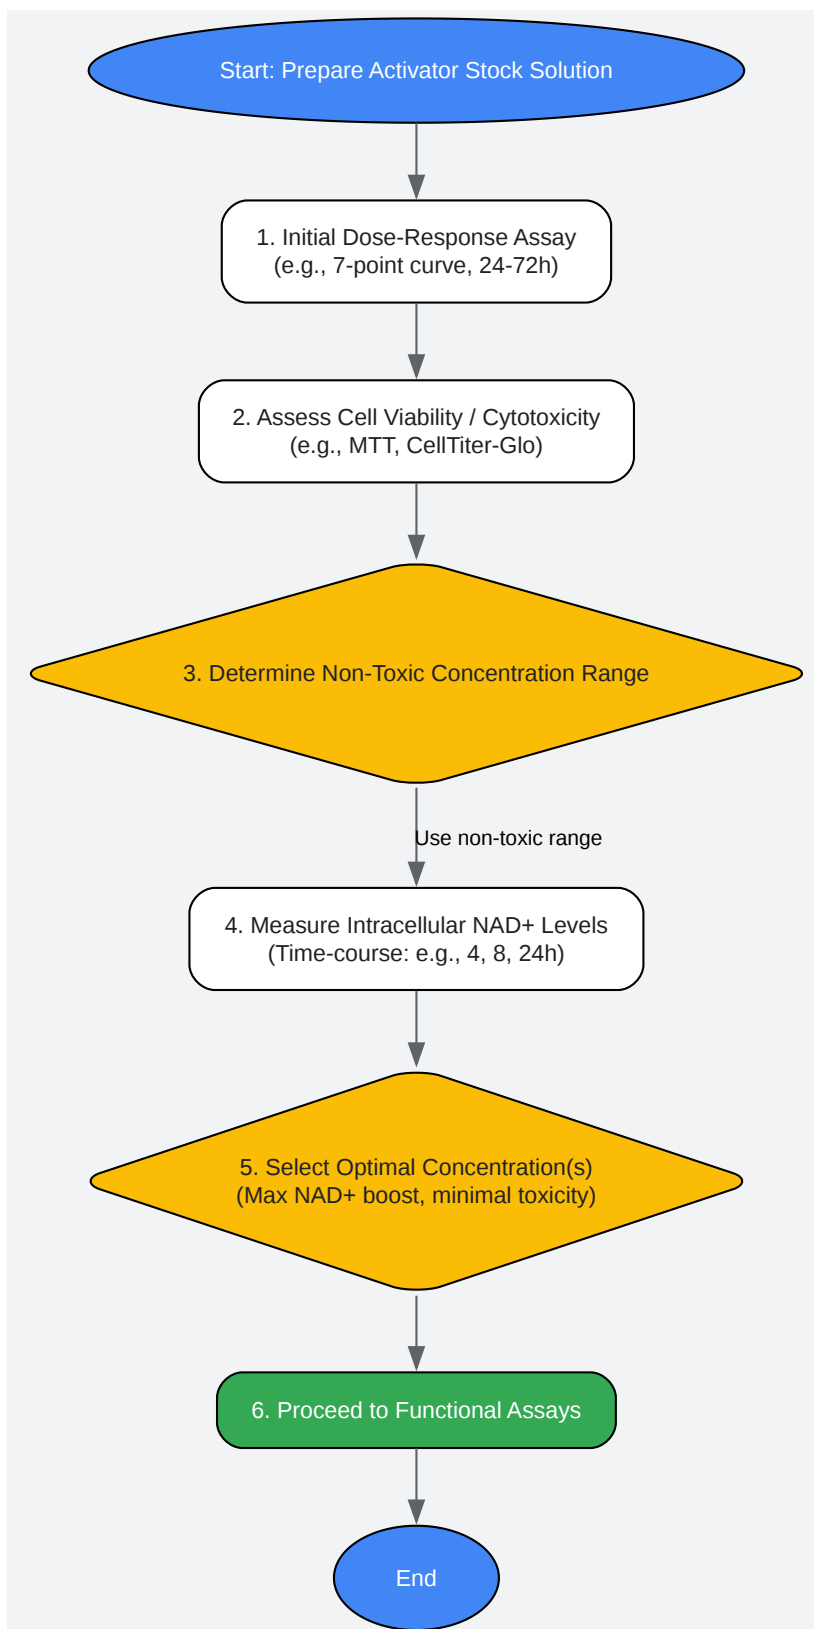 Start: Prepare Activator Stock Solution
1. Initial Dose-Response Assay
(e.g., 7-point curve, 24-72h)
2. Assess Cell Viability / Cytotoxicity
(e.g., MTT, CellTiter-Glo)
3. Determine Non-Toxic Concentration Range
Use non-toxic range
4. Measure Intracellular NAD+ Levels
(Time-course: e.g., 4, 8, 24h)
5. Select Optimal Concentration(s)
(Max NAD+ boost, minimal toxicity)
6. Proceed to Functional Assays
End